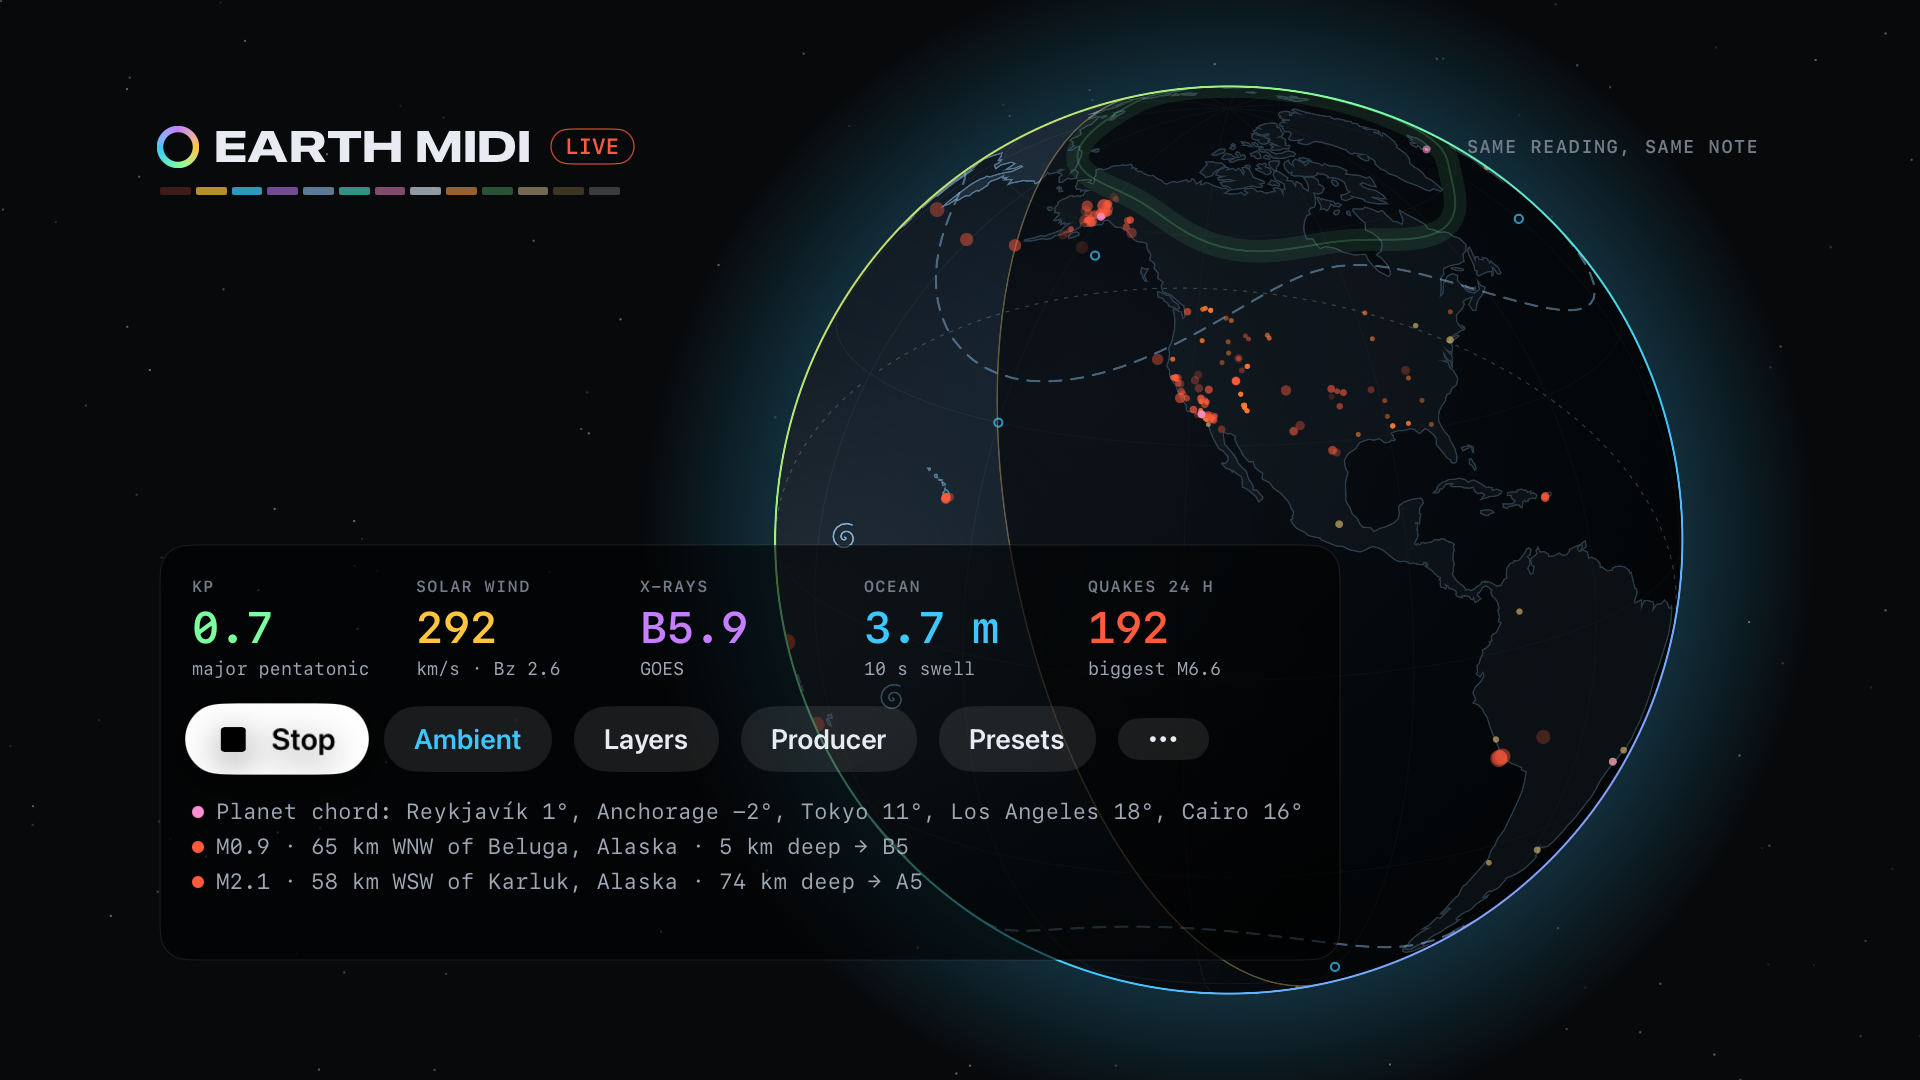 EARTH MIDI LIVE
SAME READING, SAME NOTE
KP SOLAR WIND X-RAYS OCEAN QUAKES 24 H
0.7 292 B5.9 3.7 m 192
major pentatonic km/s · Bz 2.6 GOES 10 s swell biggest M6.6
Stop Ambient Layers Producer Presets ···
Planet chord: Reykjavík 1°, Anchorage −2°, Tokyo 11°, Los Angeles 18°, Cairo 16°
M0.9 · 65 km WNW of Beluga, Alaska · 5 km deep → B5
M2.1 · 58 km WSW of Karluk, Alaska · 74 km deep → A5